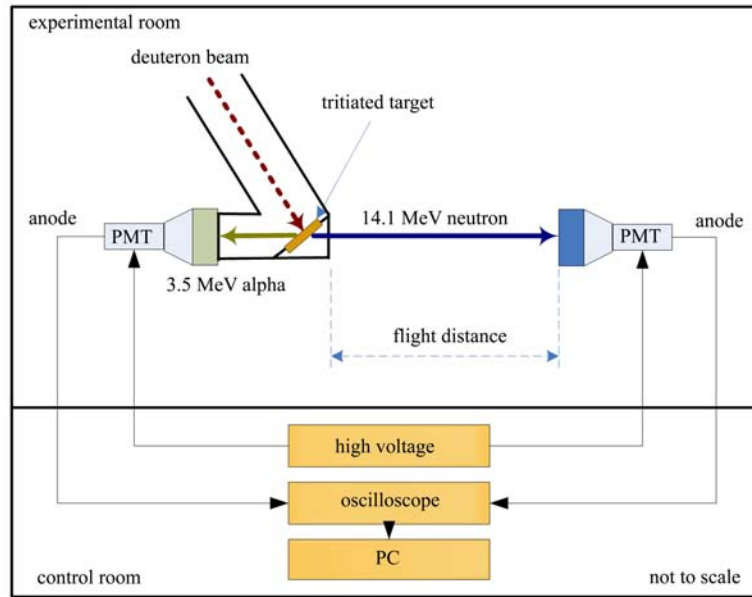 experimental room
deuteron beam
tritiated target
anode
PMT
14.1 MeV neutron
anode
PMT
3.5 MeV alpha
flight distance
high voltage
oscilloscope
PC
control room
not to scale